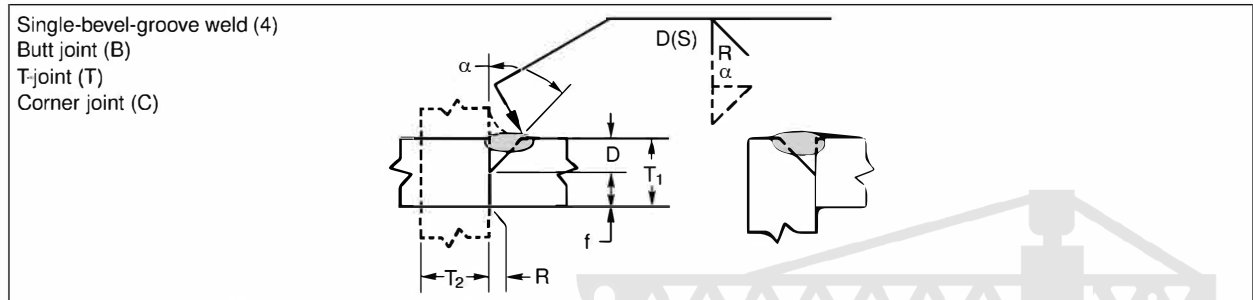 Single-bevel-groove weld (4)
Butt joint (B)
T-joint (T)
Corner joint (C)
D(S)
R
α
α
D
T1
f
T2
R